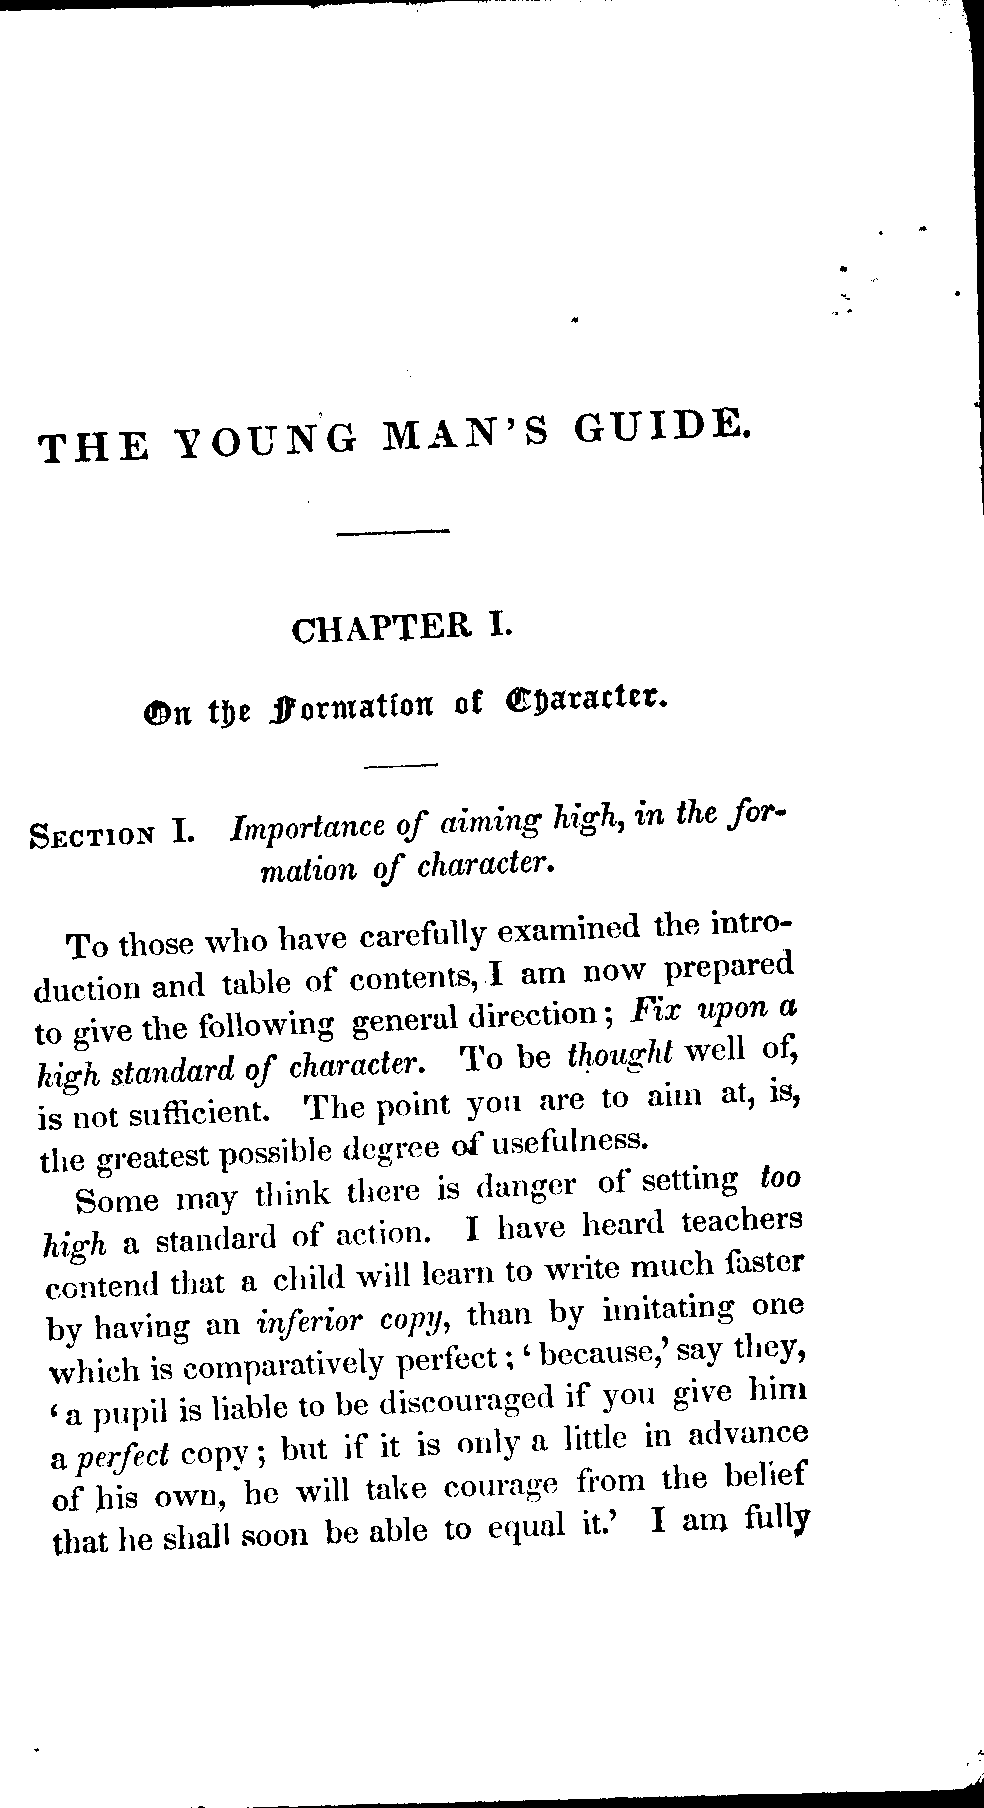 THE YOUNG MAN'S GUIDE.
CHAPTER I.
On the Formation of Character.
SECTION I. Importance of aiming high, in the for-
mation of character.
To those who have carefully examined the intro-
duction and table of contents, I am now prepared
to give the following general direction; Fix upon a
high standard of character. To be thought well of,
is not sufficient. The point you are to aim at, is,
the greatest possible degree of usefulness.
Some may think there is danger of setting too
high a standard of action. I have heard teachers
contend that a child will learn to write much faster
by having an inferior copy, than by imitating one
which is comparatively perfect; ‘because,’ say they,
‘a pupil is liable to be discouraged if you give him
a perfect copy; but if it is only a little in advance
of his own, he will take courage from the belief
that he shall soon be able to equal it.’ I am fully